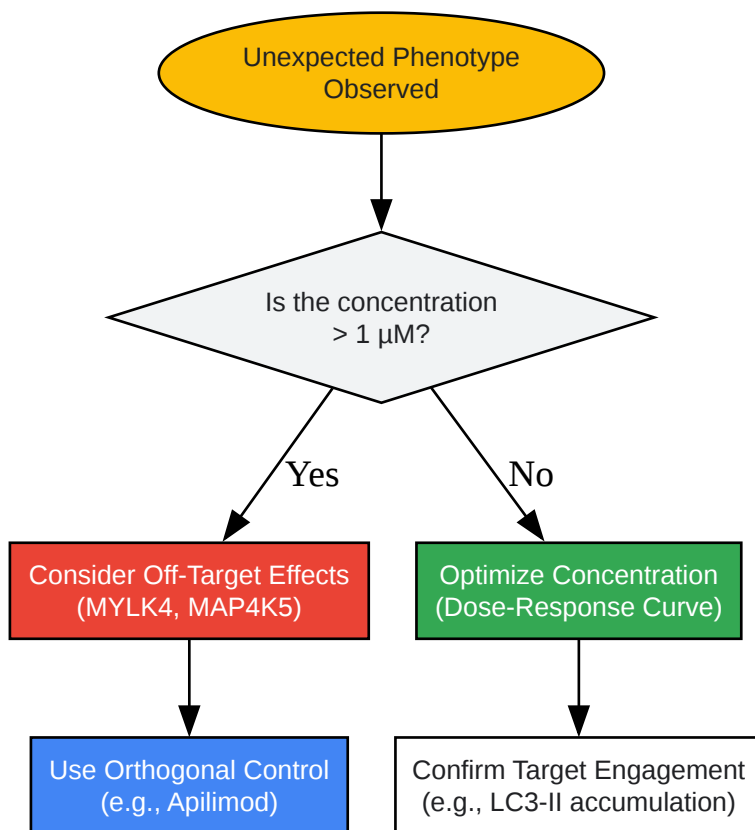 Unexpected Phenotype
Observed
Is the concentration
> 1 µM?
Yes
No
Consider Off-Target Effects
(MYLK4, MAP4K5)
Optimize Concentration
(Dose-Response Curve)
Use Orthogonal Control
(e.g., Apilimod)
Confirm Target Engagement
(e.g., LC3-II accumulation)